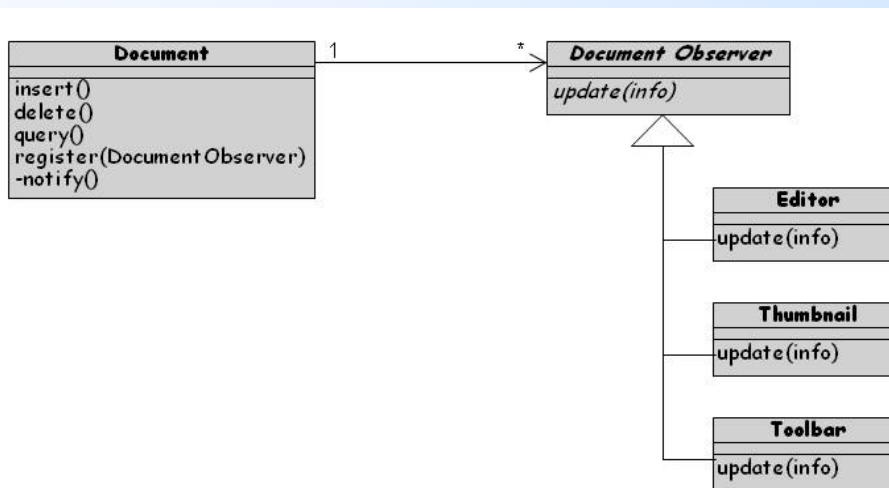 Document
insert()
delete()
query()
register(DocumentObserver)
-notify()
1
*
Document Observer
update(info)
Editor
update(info)
Thumbnail
update(info)
Toolbar
update(info)